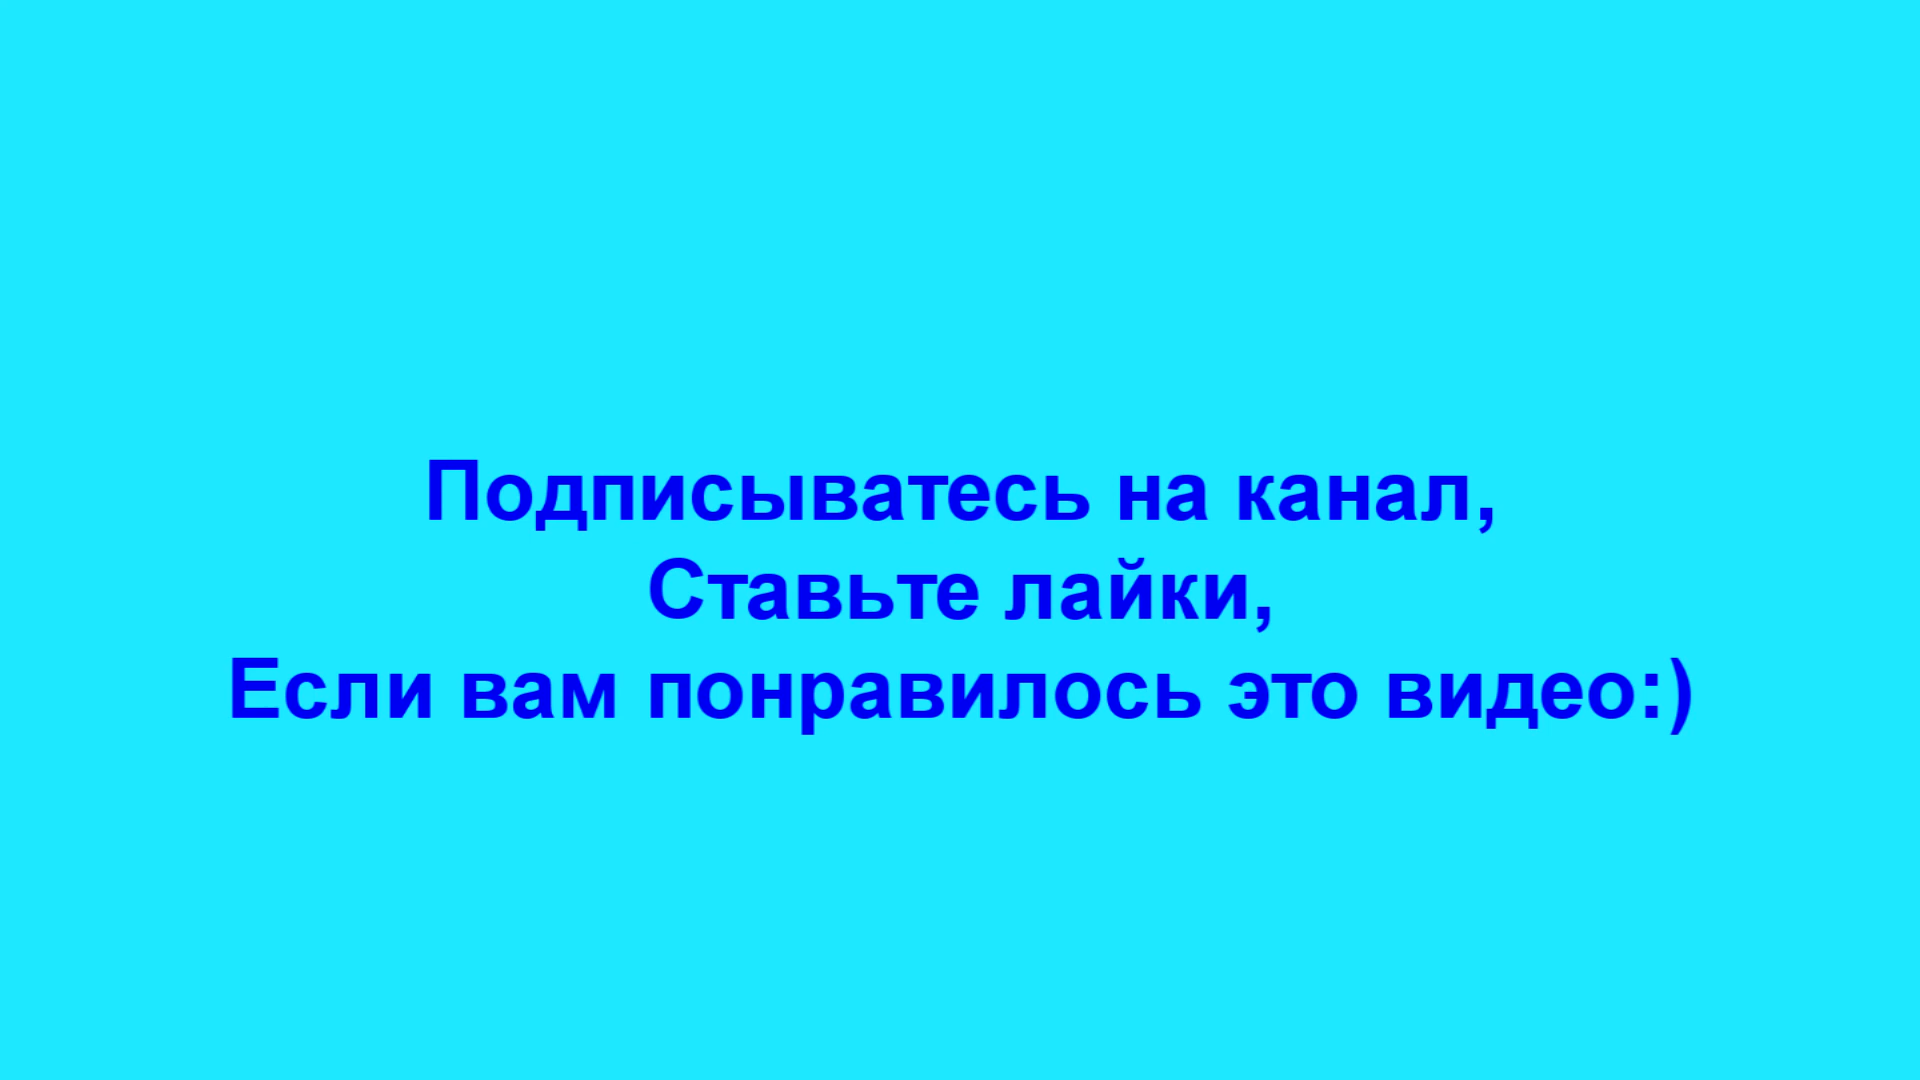 Подписыватесь на канал,
Ставьте лайки,
Если вам понравилось это видео:)